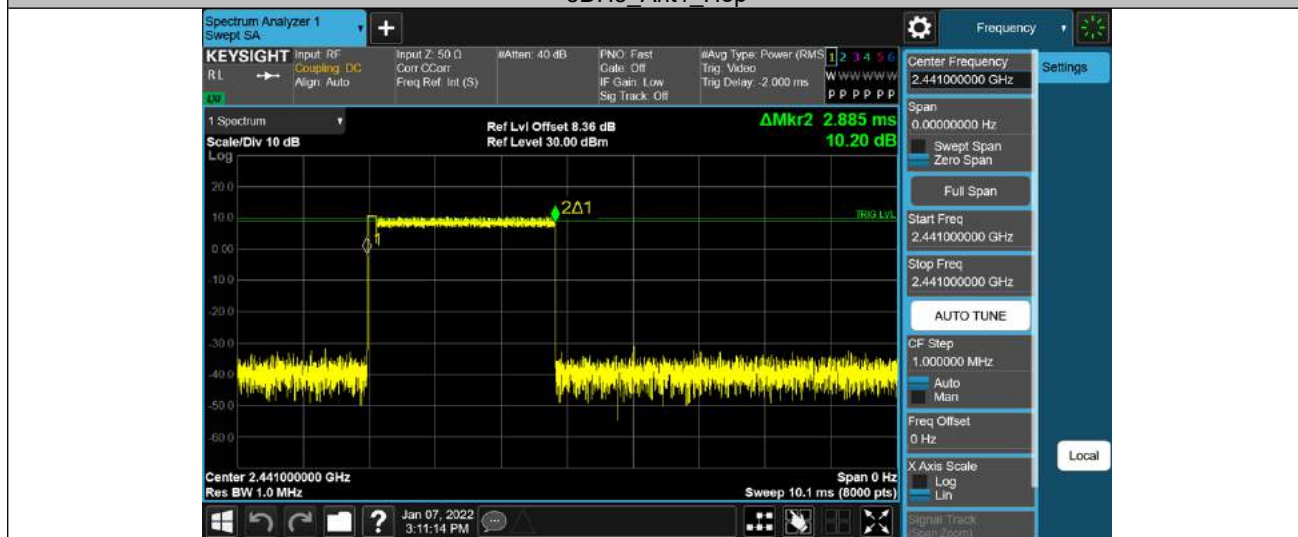 Spectrum Analyzer 1
Swept SA
+
Frequency
KEYSIGHT
RL
Input: RF
Coupling: DC
Align: Auto
Input Z: 50 Ω
Corr CCorr
Freq Ref: Int (S)
#Atten: 40 dB
PNO: Fast
Gate: Off
IF Gain: Low
Sig Track: Off
#Avg Type: Power (RMS
Trig: Video
Trig Delay: -2.000 ms
1 2 3 4 5 6
W W W W W W
P P P P P P
1 Spectrum
Scale/Div 10 dB
Log
Ref Lvl Offset 8.36 dB
Ref Level 30.00 dBm
ΔMkr2 2.885 ms
10.20 dB
20.0
10.0
0.00
-10.0
-20.0
-30.0
-40.0
-50.0
-60.0
2Δ1
TRIG LVL
1
Center 2.441000000 GHz
Res BW 1.0 MHz
Span 0 Hz
Sweep 10.1 ms (8000 pts)
Jan 07, 2022
3:11:14 PM
Center Frequency
2.441000000 GHz
Settings
Span
0.00000000 Hz
Swept Span
Zero Span
Full Span
Start Freq
2.441000000 GHz
Stop Freq
2.441000000 GHz
AUTO TUNE
CF Step
1.000000 MHz
Auto
Man
Freq Offset
0 Hz
X Axis Scale
Log
Lin
Signal Track
(Span Zoom)
Local